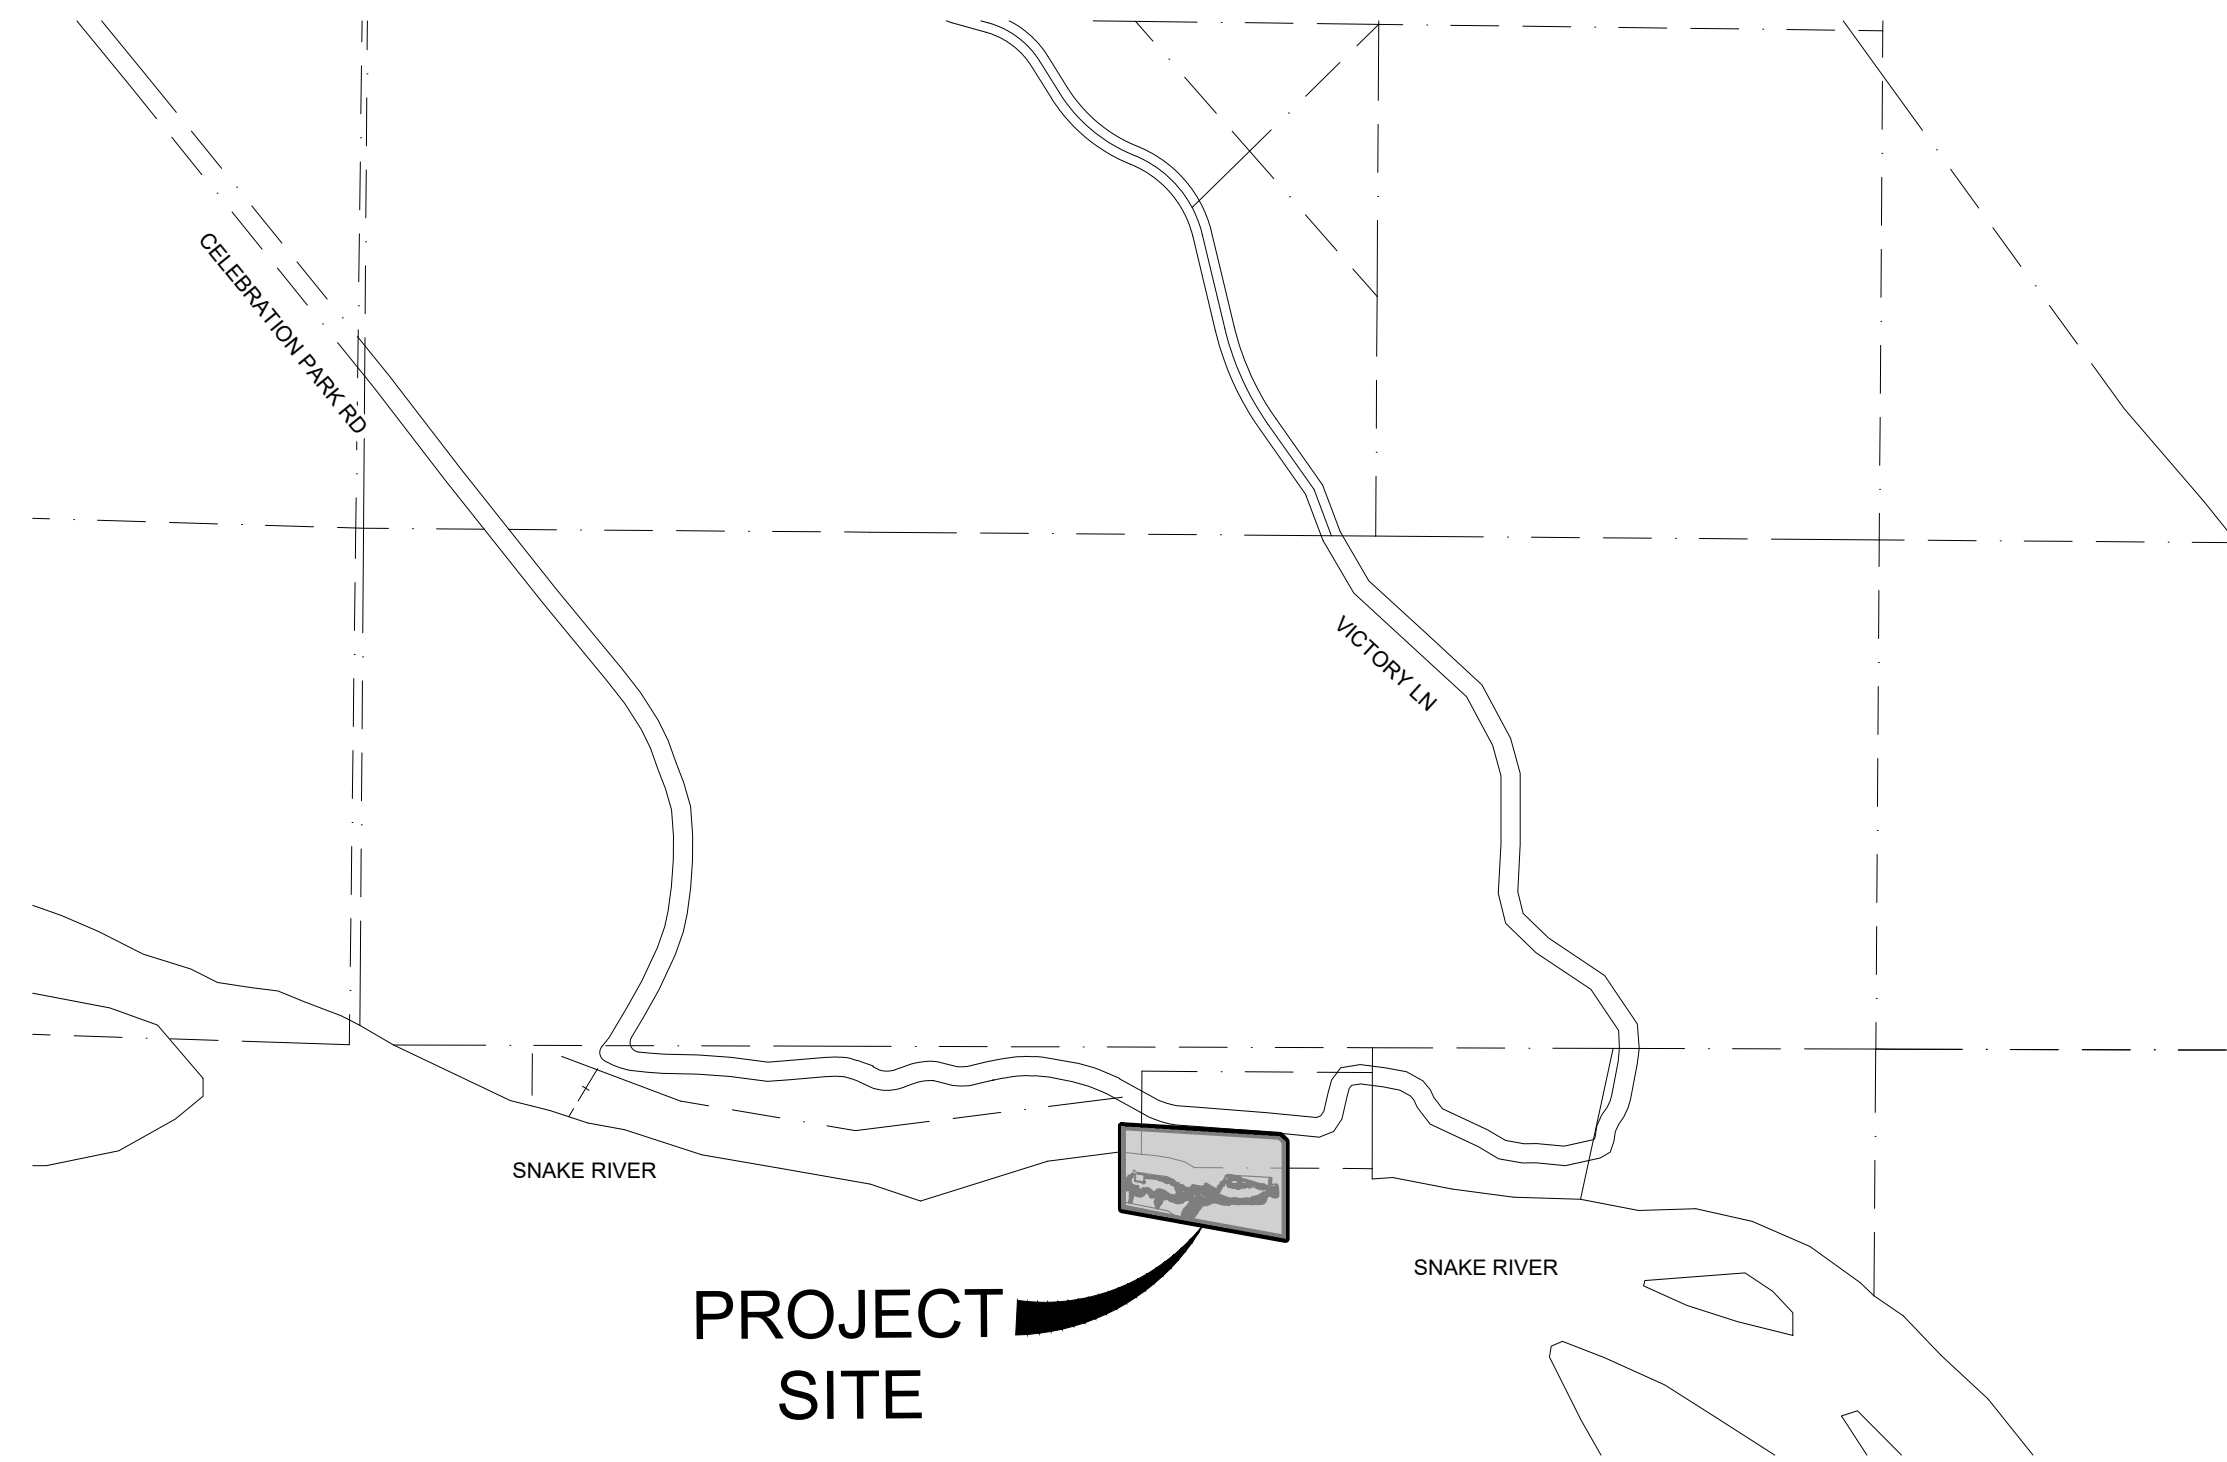 CELEBRATION PARK RD
VICTORY LN
SNAKE RIVER
SNAKE RIVER
PROJECT
SITE